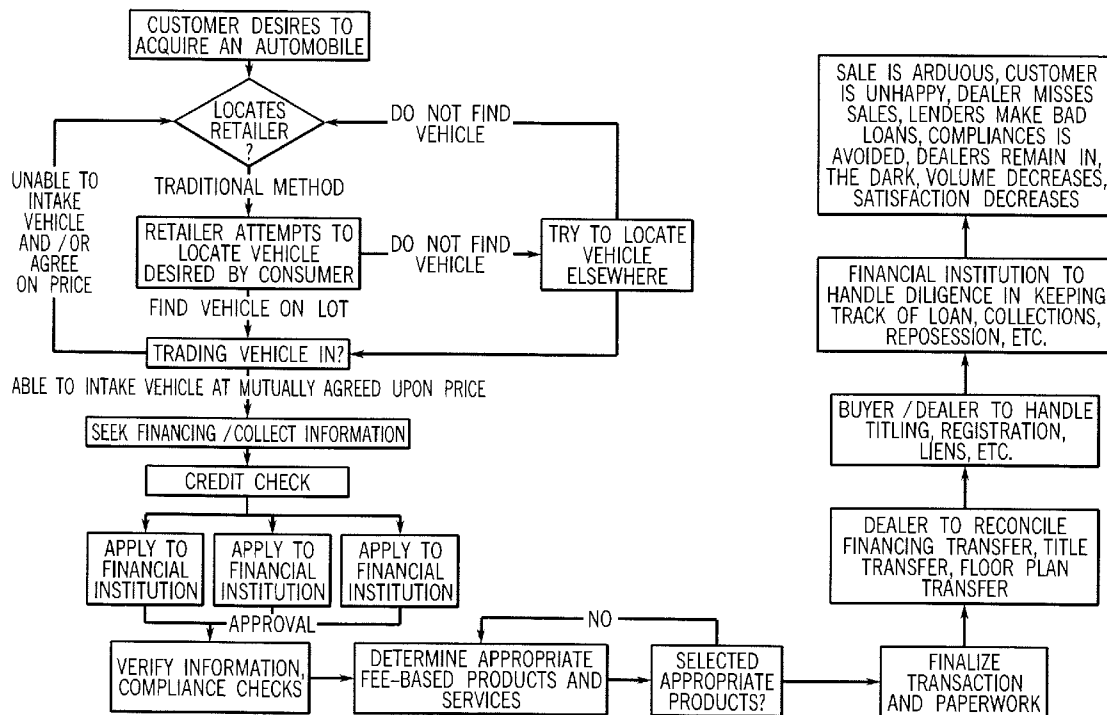 CUSTOMER DESIRES TO
ACQUIRE AN AUTOMOBILE
LOCATES
RETAILER
?
DO NOT FIND
VEHICLE
UNABLE TO
INTAKE
VEHICLE
AND /OR
AGREE
ON PRICE
TRADITIONAL METHOD
RETAILER ATTEMPTS TO
LOCATE VEHICLE
DESIRED BY CONSUMER
DO NOT FIND
VEHICLE
TRY TO LOCATE
VEHICLE
ELSEWHERE
FIND VEHICLE ON LOT
TRADING VEHICLE IN?
ABLE TO INTAKE VEHICLE AT MUTUALLY AGREED UPON PRICE
SEEK FINANCING /COLLECT INFORMATION
CREDIT CHECK
APPLY TO
FINANCIAL
INSTITUTION
APPLY TO
FINANCIAL
INSTITUTION
APPLY TO
FINANCIAL
INSTITUTION
APPROVAL
VERIFY INFORMATION,
COMPLIANCE CHECKS
DETERMINE APPROPRIATE
FEE-BASED PRODUCTS AND
SERVICES
NO
SELECTED
APPROPRIATE
PRODUCTS?
FINALIZE
TRANSACTION
AND PAPERWORK
DEALER TO RECONCILE
FINANCING TRANSFER, TITLE
TRANSFER, FLOOR PLAN
TRANSFER
BUYER /DEALER TO HANDLE
TITLING, REGISTRATION,
LIENS, ETC.
FINANCIAL INSTITUTION TO
HANDLE DILIGENCE IN KEEPING
TRACK OF LOAN, COLLECTIONS,
REPOSESSION, ETC.
SALE IS ARDUOUS, CUSTOMER
IS UNHAPPY, DEALER MISSES
SALES, LENDERS MAKE BAD
LOANS, COMPLIANCES IS
AVOIDED, DEALERS REMAIN IN,
THE DARK, VOLUME DECREASES,
SATISFACTION DECREASES